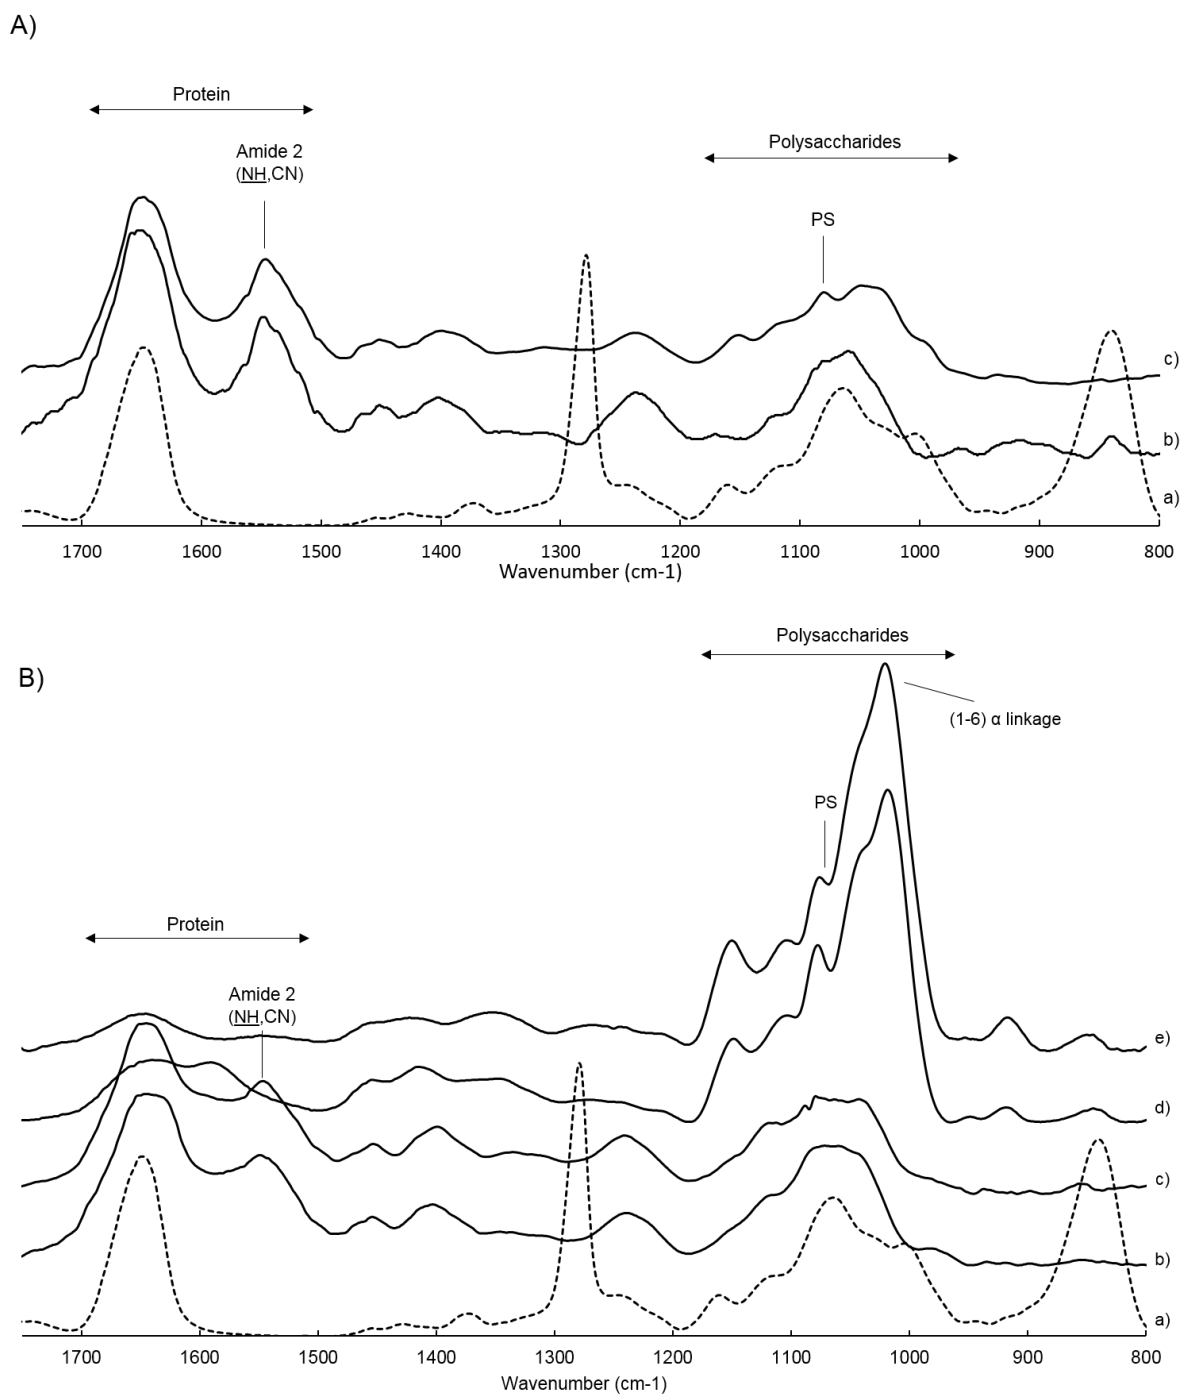 A)
Protein
Amide 2
(NH,CN)
Polysaccharides
PS
c)
b)
a)
1700 1600 1500 1400 1300 1200 1100 1000 900 800
Wavenumber (cm-1)
B)
Polysaccharides
(1-6) α linkage
PS
Protein
Amide 2
(NH,CN)
e)
d)
c)
b)
a)
1700 1600 1500 1400 1300 1200 1100 1000 900 800
Wavenumber (cm-1)